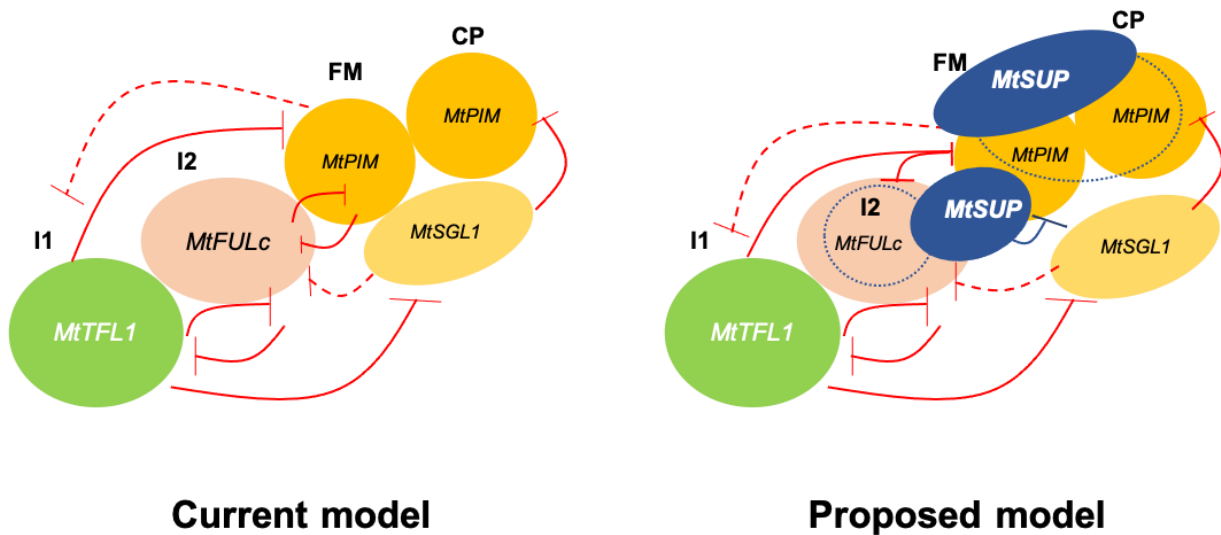 CP
FM
MtPIM
I2
MtPIM
I1
MtFULc
MtSGL1
MtTFL1
Current model
CP
FM
MtSUP
MtPIM
MtPIM
I2
MtSUP
I1
MtFULc
MtSGL1
MtTFL1
Proposed model